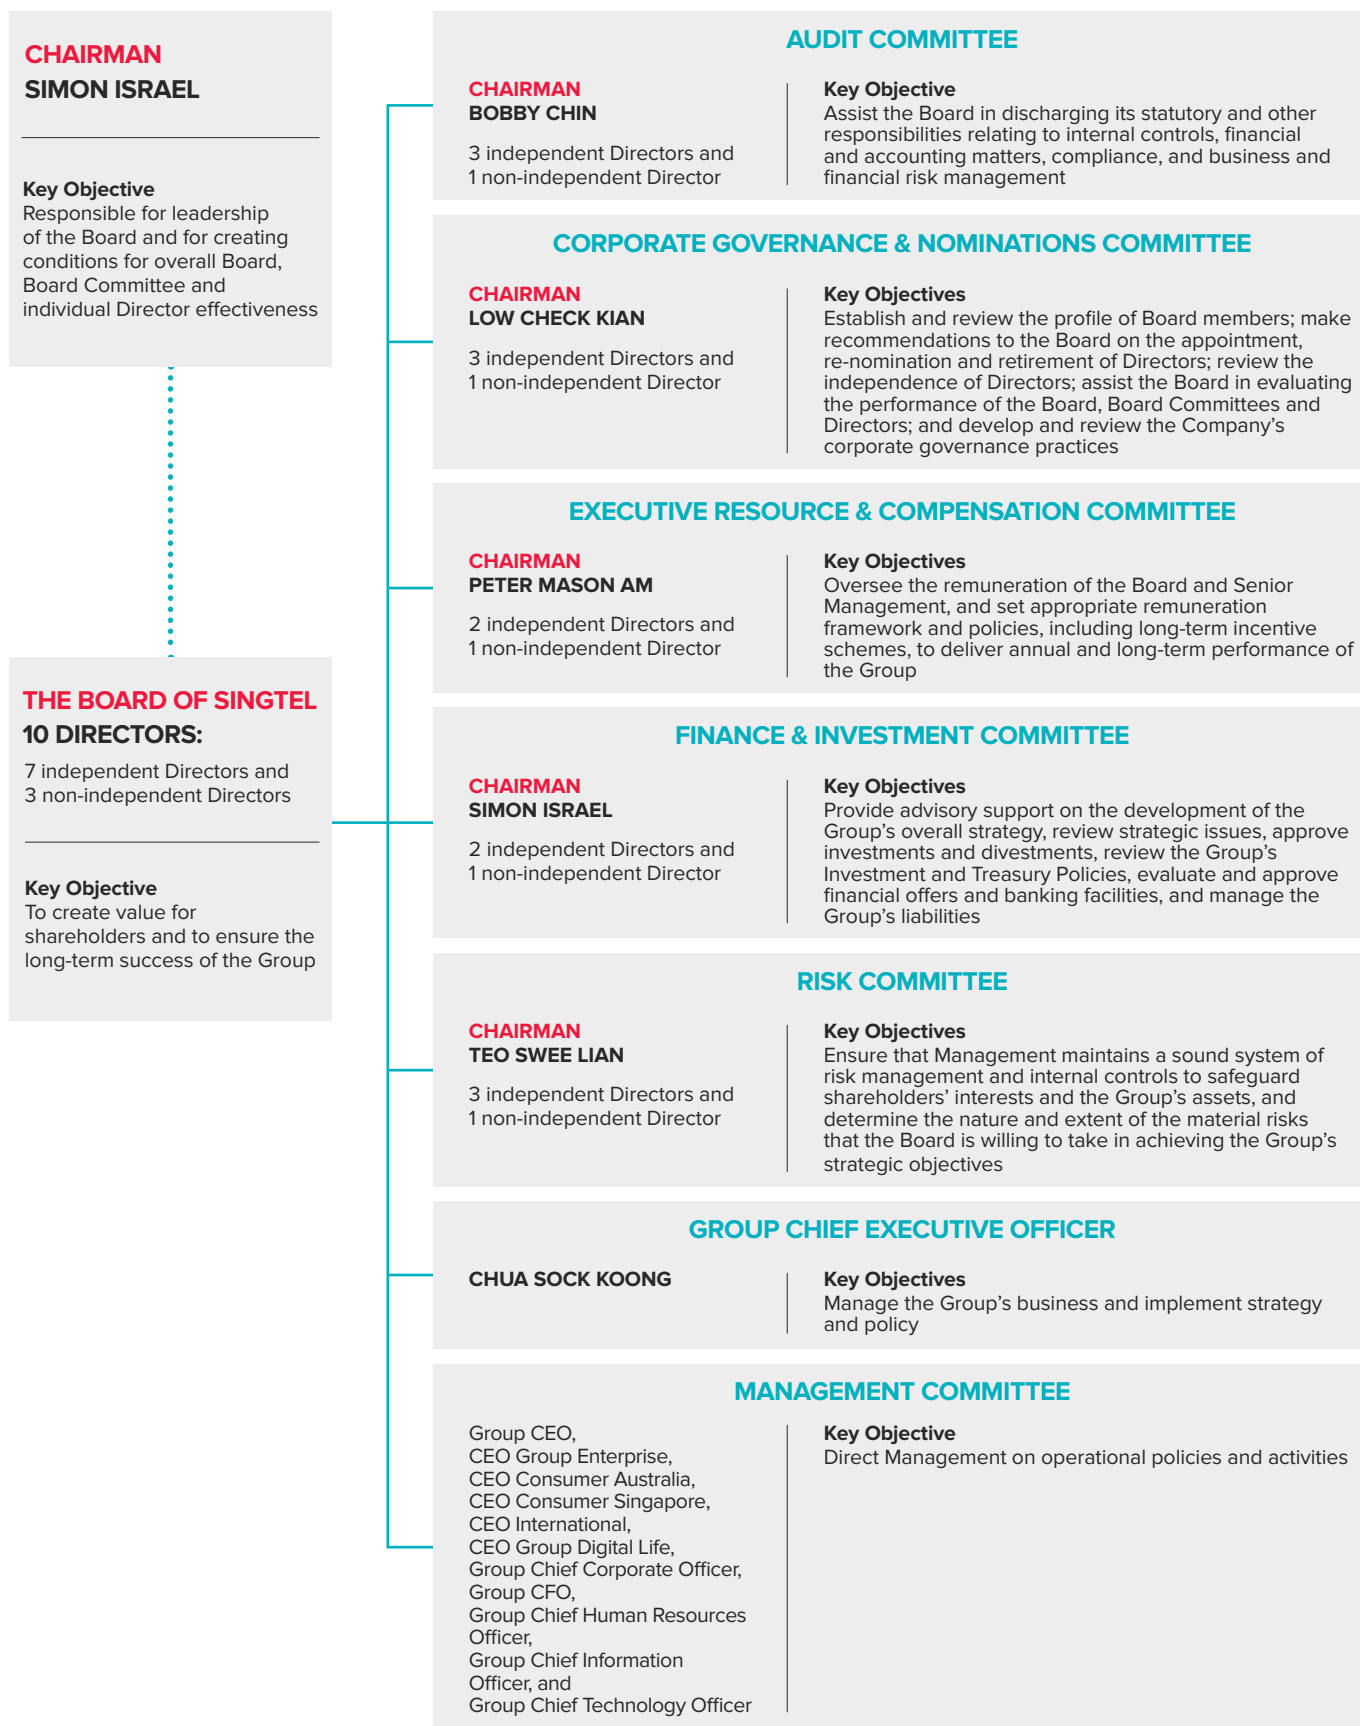 CHAIRMAN
SIMON ISRAEL
Key Objective
Responsible for leadership
of the Board and for creating
conditions for overall Board,
Board Committee and
individual Director effectiveness
THE BOARD OF SINGTEL
10 DIRECTORS:
7 independent Directors and
3 non-independent Directors
Key Objective
To create value for
shareholders and to ensure the
long-term success of the Group
AUDIT COMMITTEE
CHAIRMAN
BOBBY CHIN
3 independent Directors and
1 non-independent Director
Key Objective
Assist the Board in discharging its statutory and other
responsibilities relating to internal controls, financial
and accounting matters, compliance, and business and
financial risk management
CORPORATE GOVERNANCE & NOMINATIONS COMMITTEE
CHAIRMAN
LOW CHECK KIAN
3 independent Directors and
1 non-independent Director
Key Objectives
Establish and review the profile of Board members; make
recommendations to the Board on the appointment,
re-nomination and retirement of Directors; review the
independence of Directors; assist the Board in evaluating
the performance of the Board, Board Committees and
Directors; and develop and review the Company’s
corporate governance practices
EXECUTIVE RESOURCE & COMPENSATION COMMITTEE
CHAIRMAN
PETER MASON AM
2 independent Directors and
1 non-independent Director
Key Objectives
Oversee the remuneration of the Board and Senior
Management, and set appropriate remuneration
framework and policies, including long-term incentive
schemes, to deliver annual and long-term performance of
the Group
FINANCE & INVESTMENT COMMITTEE
CHAIRMAN
SIMON ISRAEL
2 independent Directors and
1 non-independent Director
Key Objectives
Provide advisory support on the development of the
Group’s overall strategy, review strategic issues, approve
investments and divestments, review the Group’s
Investment and Treasury Policies, evaluate and approve
financial offers and banking facilities, and manage the
Group’s liabilities
RISK COMMITTEE
CHAIRMAN
TEO SWEE LIAN
3 independent Directors and
1 non-independent Director
Key Objectives
Ensure that Management maintains a sound system of
risk management and internal controls to safeguard
shareholders’ interests and the Group’s assets, and
determine the nature and extent of the material risks
that the Board is willing to take in achieving the Group’s
strategic objectives
GROUP CHIEF EXECUTIVE OFFICER
CHUA SOCK KOONG
Key Objectives
Manage the Group’s business and implement strategy
and policy
MANAGEMENT COMMITTEE
Group CEO,
CEO Group Enterprise,
CEO Consumer Australia,
CEO Consumer Singapore,
CEO International,
CEO Group Digital Life,
Group Chief Corporate Officer,
Group CFO,
Group Chief Human Resources
Officer,
Group Chief Information
Officer, and
Group Chief Technology Officer
Key Objective
Direct Management on operational policies and activities